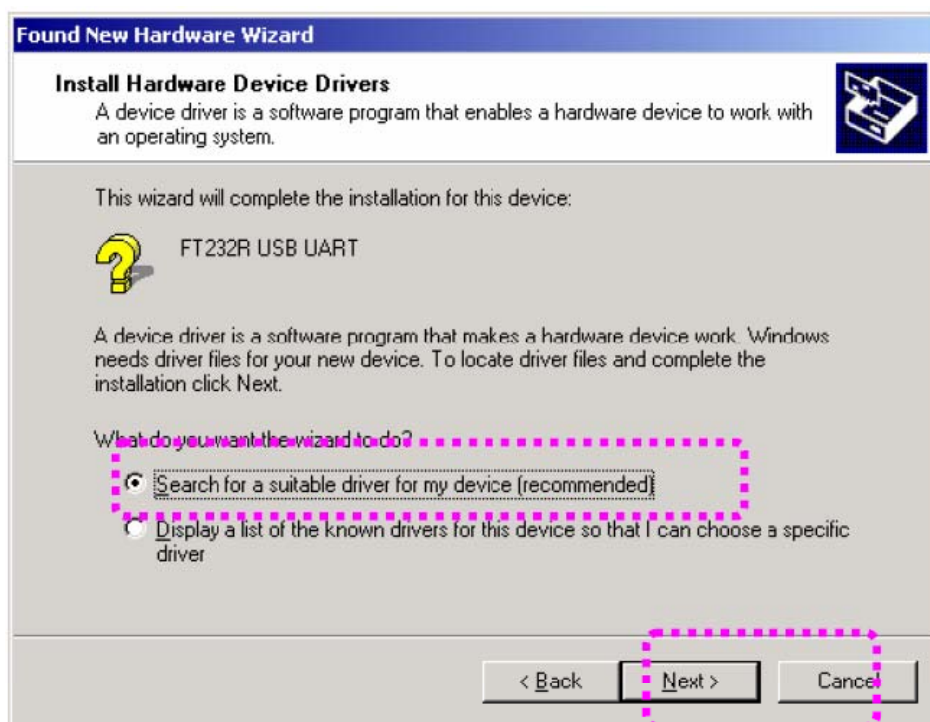 Found New Hardware Wizard
Install Hardware Device Drivers
A device driver is a software program that enables a hardware device to work with
an operating system.
This wizard will complete the installation for this device:
FT232R USB UART
A device driver is a software program that makes a hardware device work. Windows
needs driver files for your new device. To locate driver files and complete the
installation click Next.
What do you want the wizard to do?
Search for a suitable driver for my device (recommended)
Display a list of the known drivers for this device so that I can choose a specific
driver
< Back Next > Cancel